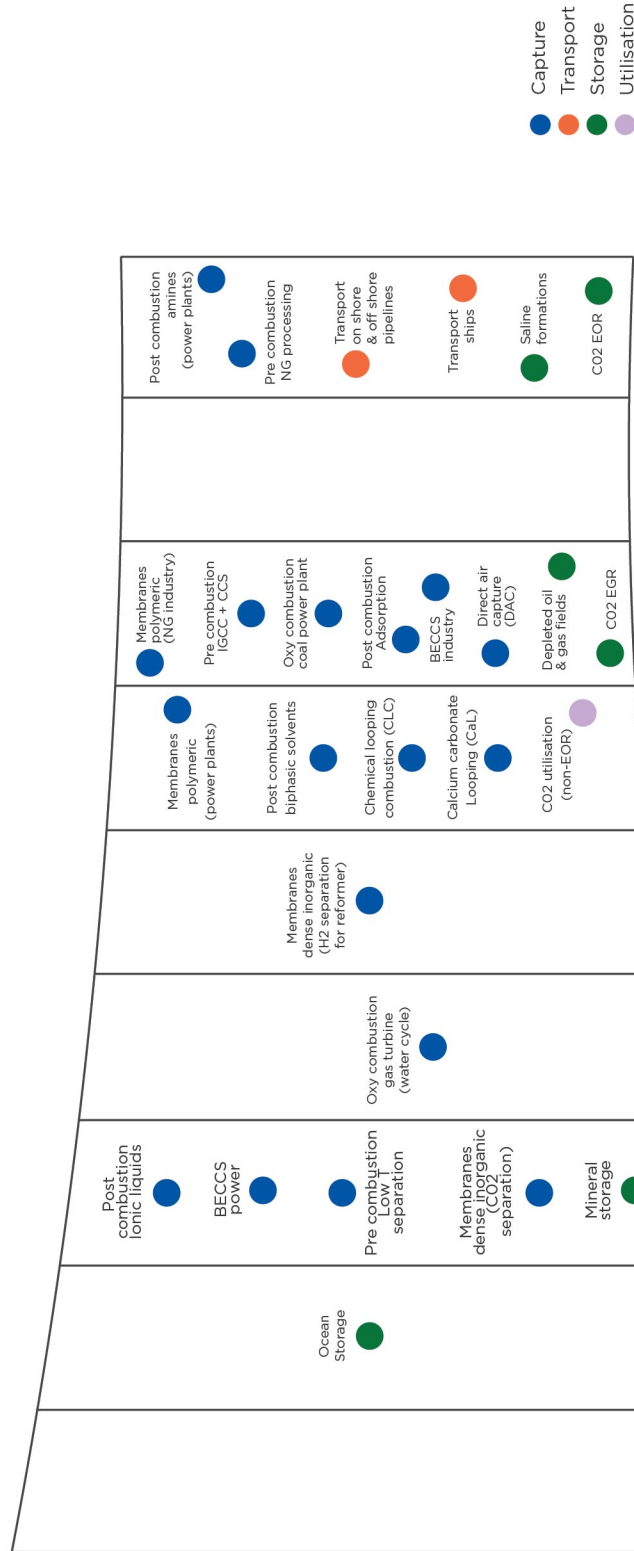 Capture
Transport
Storage
Utilisation
Post combustion
amines
(power plants)
Pre combustion
NG processing
Transport
on shore
& off shore
pipelines
Transport
ships
Saline
formations
C02 EOR
Membranes
polymeric
(NG industry)
Pre combustion
IGCC + CCS
Oxy combustion
coal power plant
Post combustion
Adsorption
BECCS
industry
Direct air
capture
(DAC)
Depleted oil
& gas fields
C02 EGR
Membranes
polymeric
(power plants)
Post combustion
biphasic solvents
Chemical looping
combustion (CLC)
Calcium carbonate
Looping (CaL)
C02 utilisation
(non-EOR)
Membranes
dense inorganic
(H2 separation
for reformer)
Oxy combustion
gas turbine
(water cycle)
Post
combustion
Ionic liquids
BECCS
power
Pre combustion
Low T
separation
Membranes
dense inorganic
(CO2
separation)
Mineral
storage
Ocean
Storage